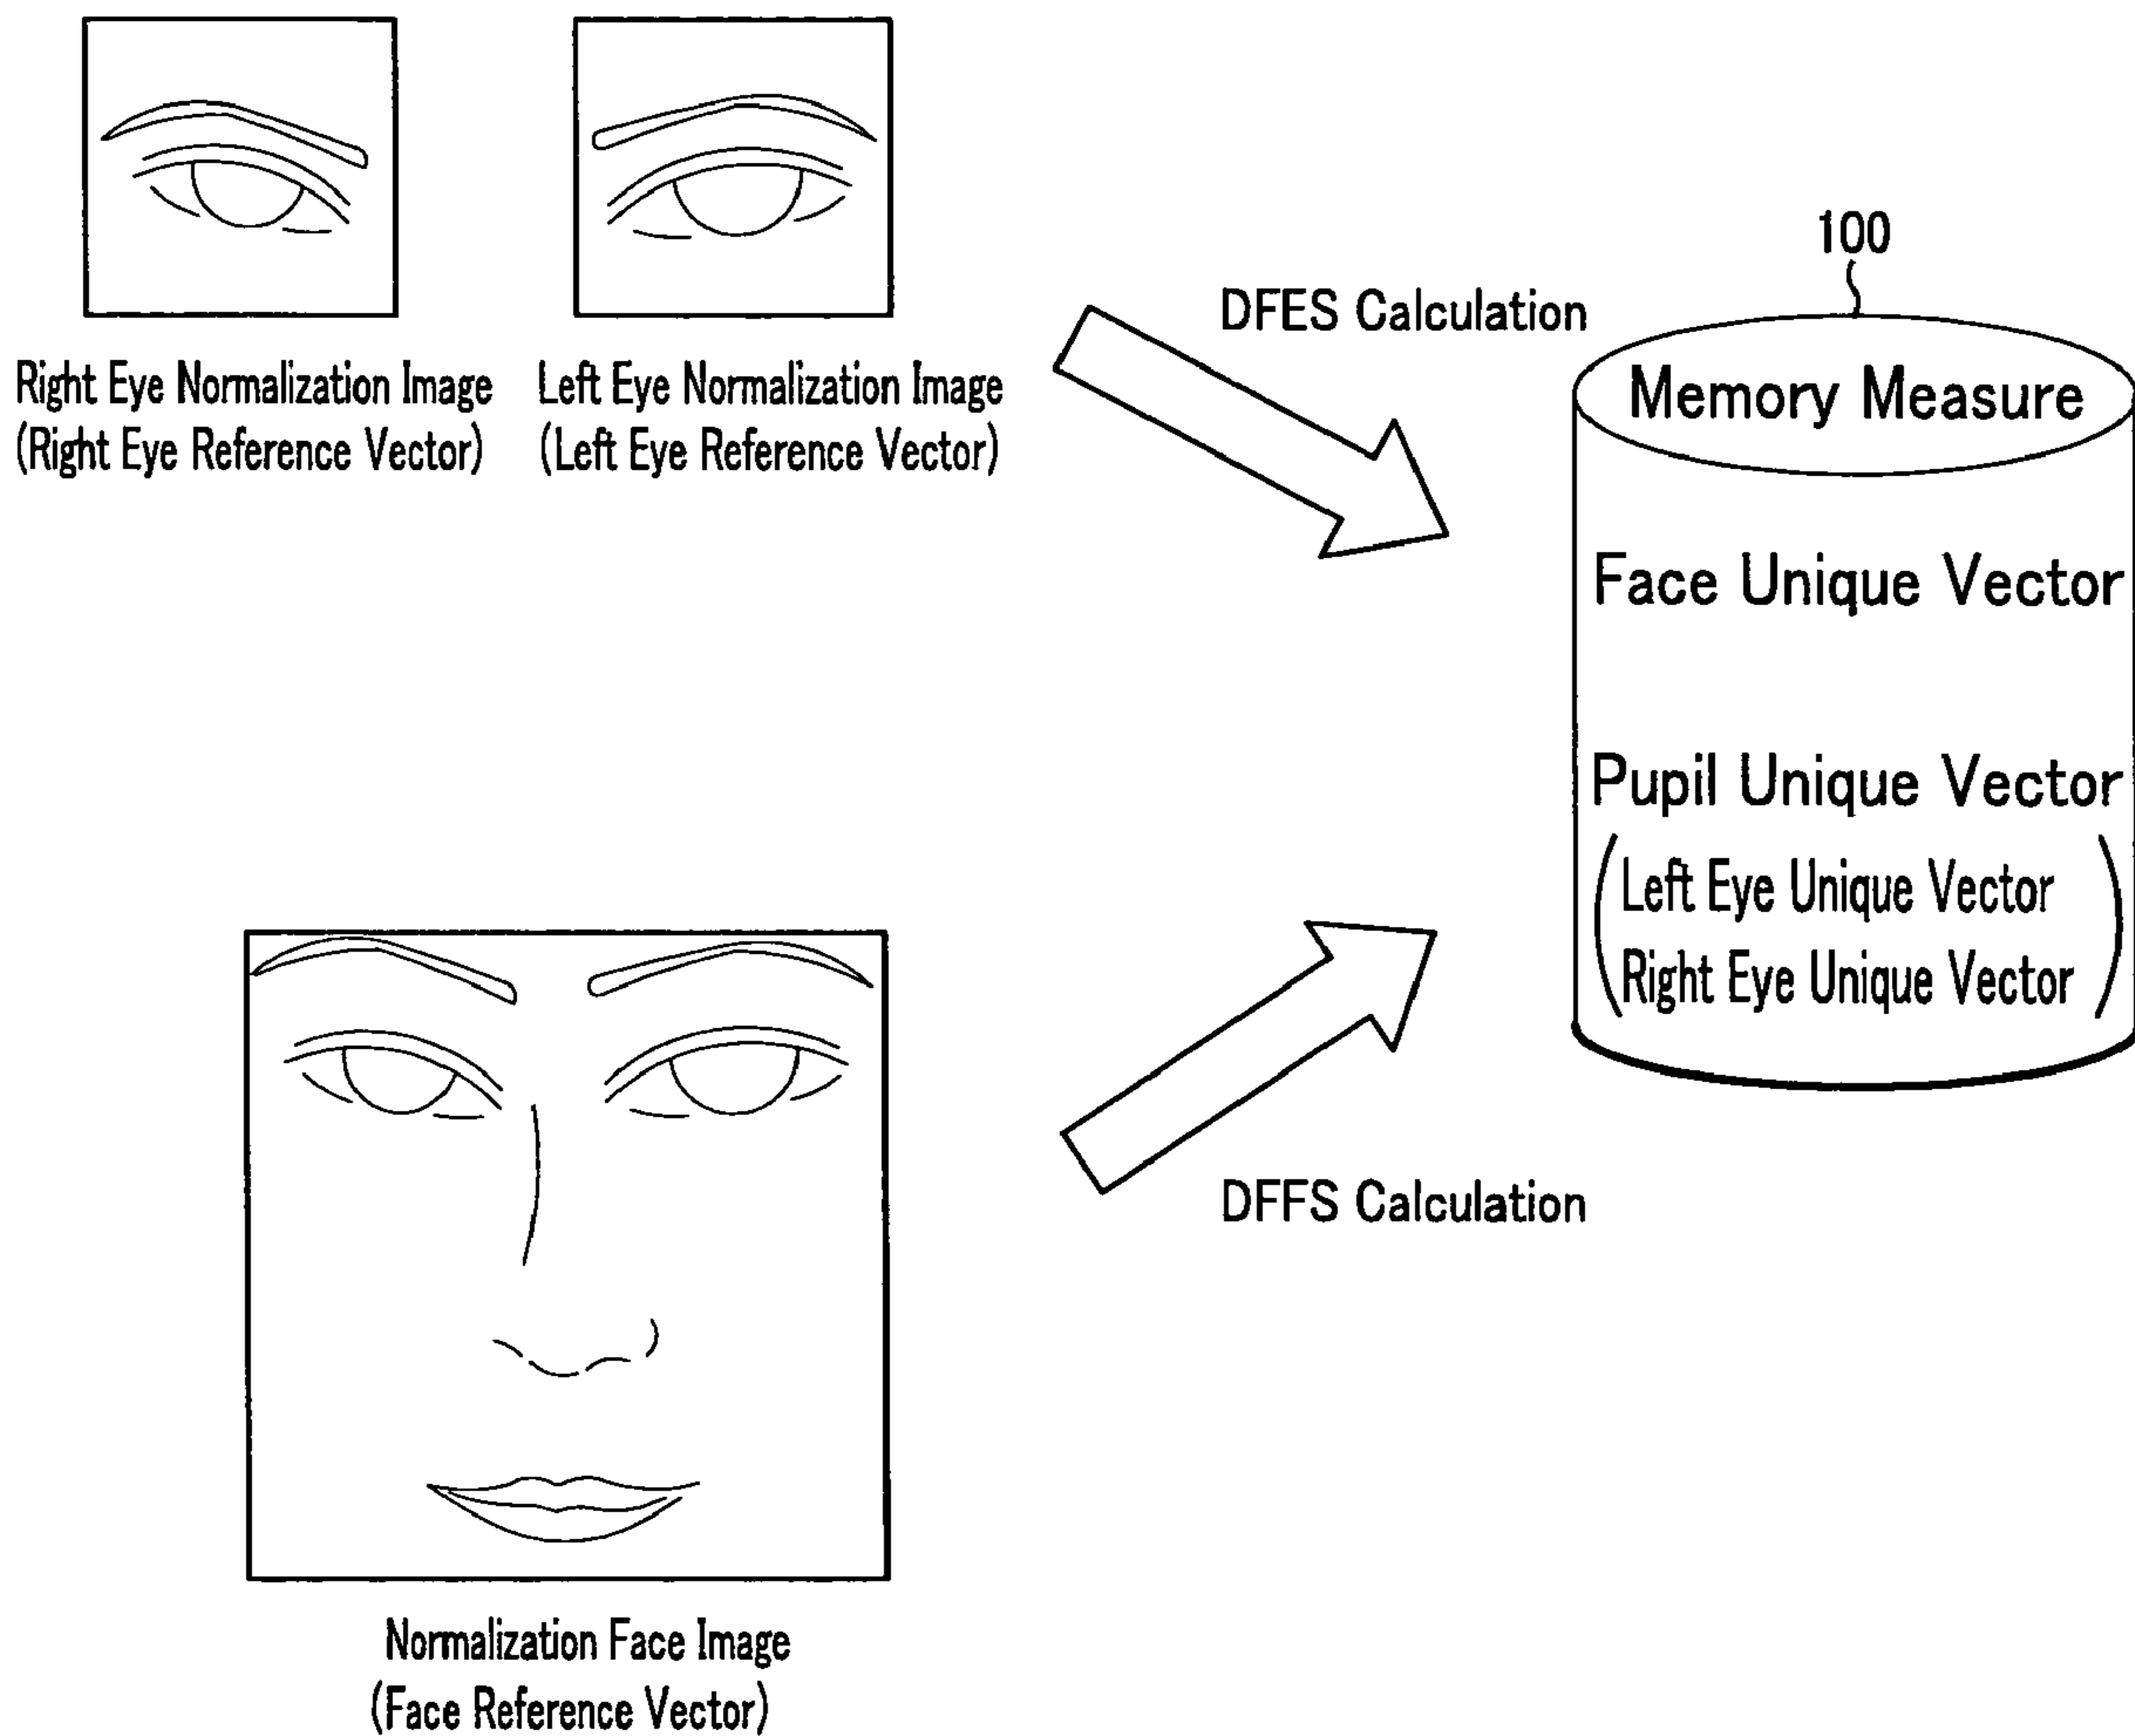 Right Eye Normalization Image
(Right Eye Reference Vector)
Left Eye Normalization Image
(Left Eye Reference Vector)
DFES Calculation
100
Memory Measure
Face Unique Vector
Pupil Unique Vector
(Left Eye Unique Vector
Right Eye Unique Vector)
DFFS Calculation
Normalization Face Image
(Face Reference Vector)